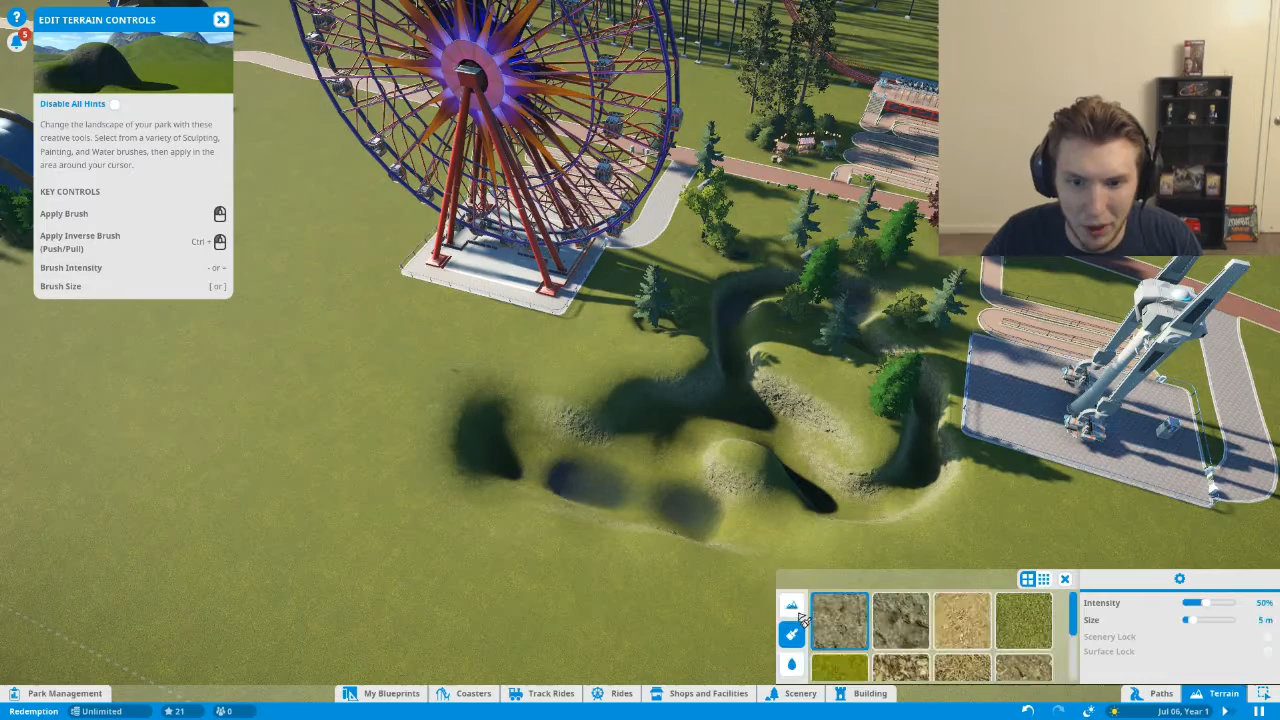 ?
5
EDIT TERRAIN CONTROLS
Disable All Hints
Change the landscape of your park with these
creative tools. Select from a variety of Sculpting,
Painting, and Water brushes, then apply in the
area around your cursor.
KEY CONTROLS
Apply Brush
Apply Inverse Brush
(Push/Pull)
Ctrl +
Brush Intensity
- or =
Brush Size
[ or ]
Intensity
50%
Size
5 m
Scenery Lock
Surface Lock
Park Management
My Blueprints
Coasters
Track Rides
Rides
Shops and Facilities
Scenery
Building
Paths
Terrain
Redemption
Unlimited
21
0
Jul 06, Year 1